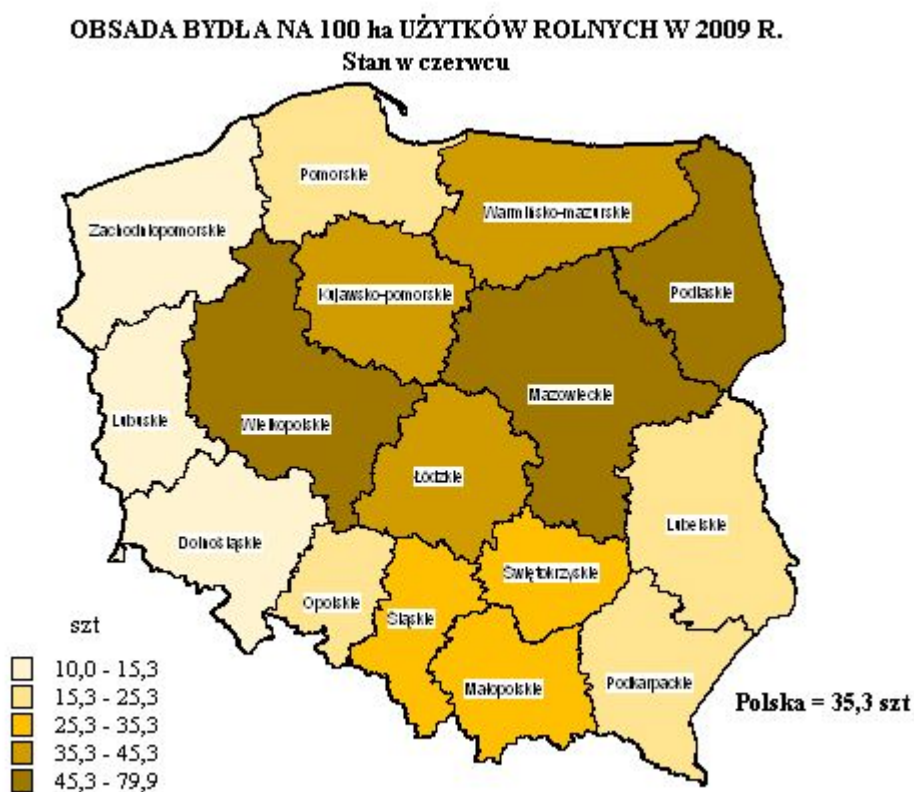 OBSADA BYDŁA NA 100 ha UŻYTKÓW ROLNYCH W 2009 R.
Stan w czerwcu
Pomorskie
Warmińsko-mazurskie
Zachodniopomorskie
Kujawsko-pomorskie
Podlaskie
Mazowieckie
Lubuskie
Wielkopolskie
Łódzkie
Lubelskie
Dolnośląskie
Świętokrzyskie
Opolskie
Śląskie
Małopolskie
Podkarpackie
szt
10,0 - 15,3
15,3 - 25,3
25,3 - 35,3
35,3 - 45,3
45,3 - 79,9
Polska = 35,3 szt